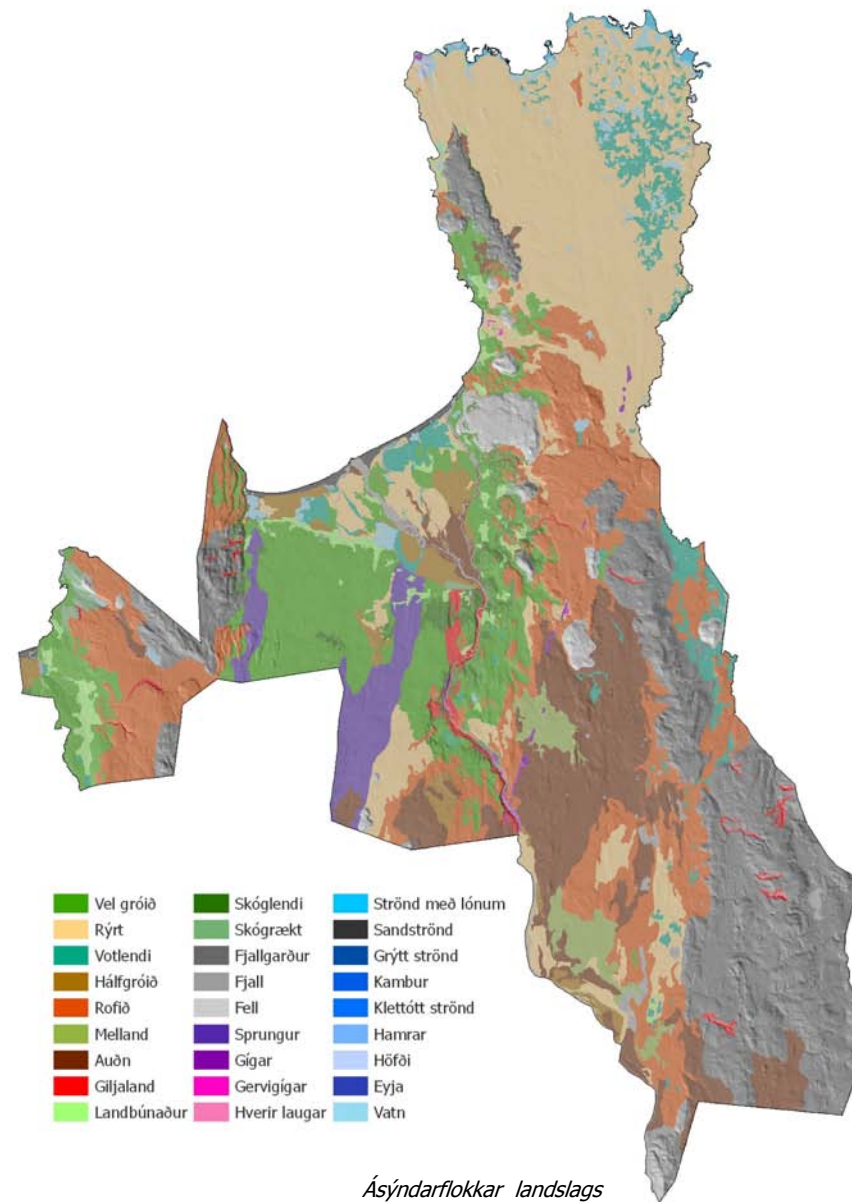 Vel gróið
Rýrt
Votlendi
Hálfgróið
Rofið
Melland
Auðn
Giljaland
Landbúnaður
Skóglendi
Skógrækt
Fjallgarður
Fjall
Fell
Sprungur
Gígar
Gervigígar
Hverir laugar
Strönd með lónum
Sandströnd
Grýtt strönd
Kambur
Klettótt strönd
Hamrar
Höfði
Eyja
Vatn
Ásýndarflokkar landslags